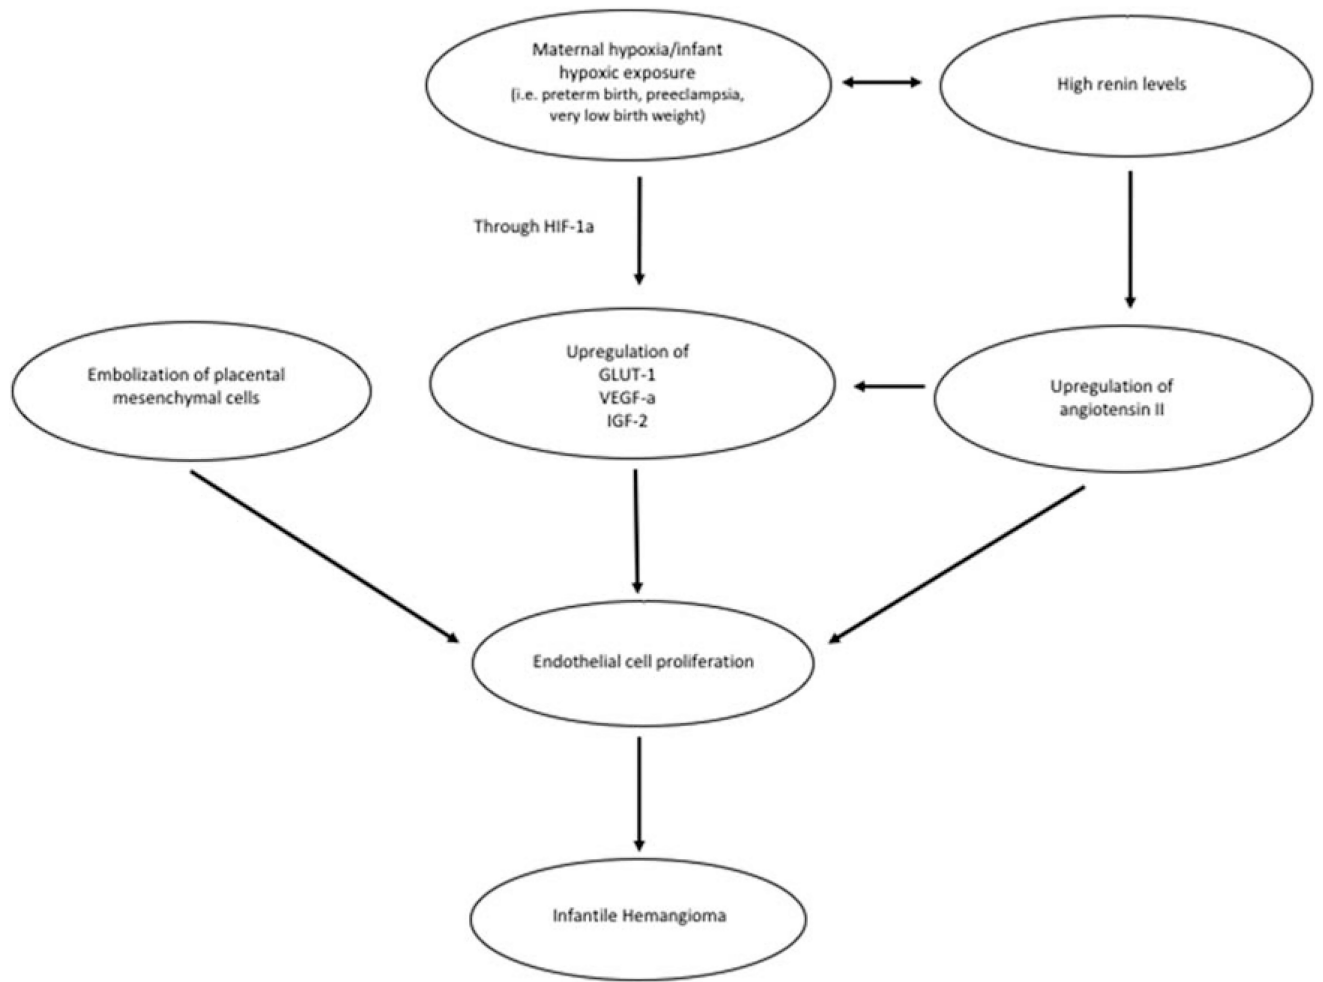 Maternal hypoxia/infant
hypoxic exposure
(i.e. preterm birth, preeclampsia,
very low birth weight)
High renin levels
Through HIF-1a
Embolization of placental
mesenchymal cells
Upregulation of
GLUT-1
VEGF-a
IGF-2
Upregulation of
angiotensin II
Endothelial cell proliferation
Infantile Hemangioma